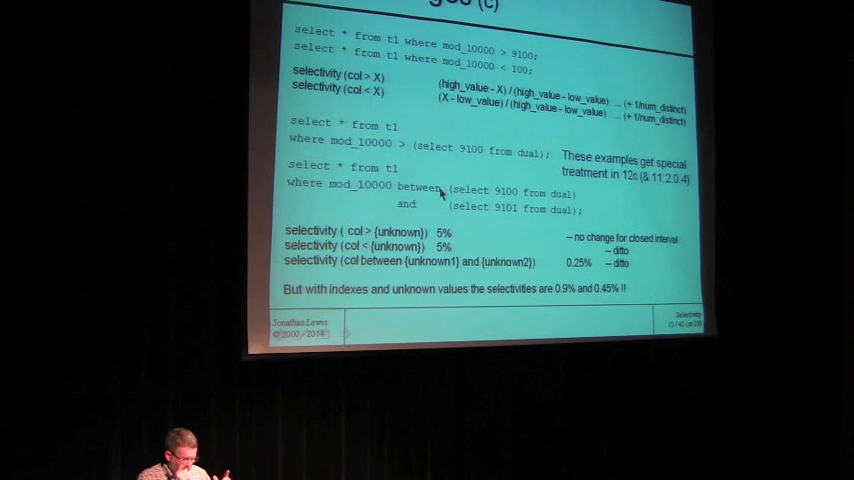 (c)
select * from t1 where mod_10000 > 9100;
select * from t1 where mod_10000 < 100;
selectivity (col > X) (high_value - X) / (high_value - low_value) ... (+ 1/num_distinct)
selectivity (col < X) (X - low_value) / (high_value - low_value) ... (+ 1/num_distinct)
select * from t1
where mod_10000 > (select 9100 from dual);
These examples get special
treatment in 12c (& 11.2.0.4)
select * from t1
where mod_10000 between (select 9100 from dual)
and (select 9101 from dual);
selectivity ( col > {unknown}) 5% – no change for closed interval
selectivity (col < {unknown}) 5% – ditto
selectivity (col between {unknown1} and {unknown2}) 0.25% – ditto
But with indexes and unknown values the selectivities are 0.9% and 0.45% !!
Jonathan Lewis
Selectivity